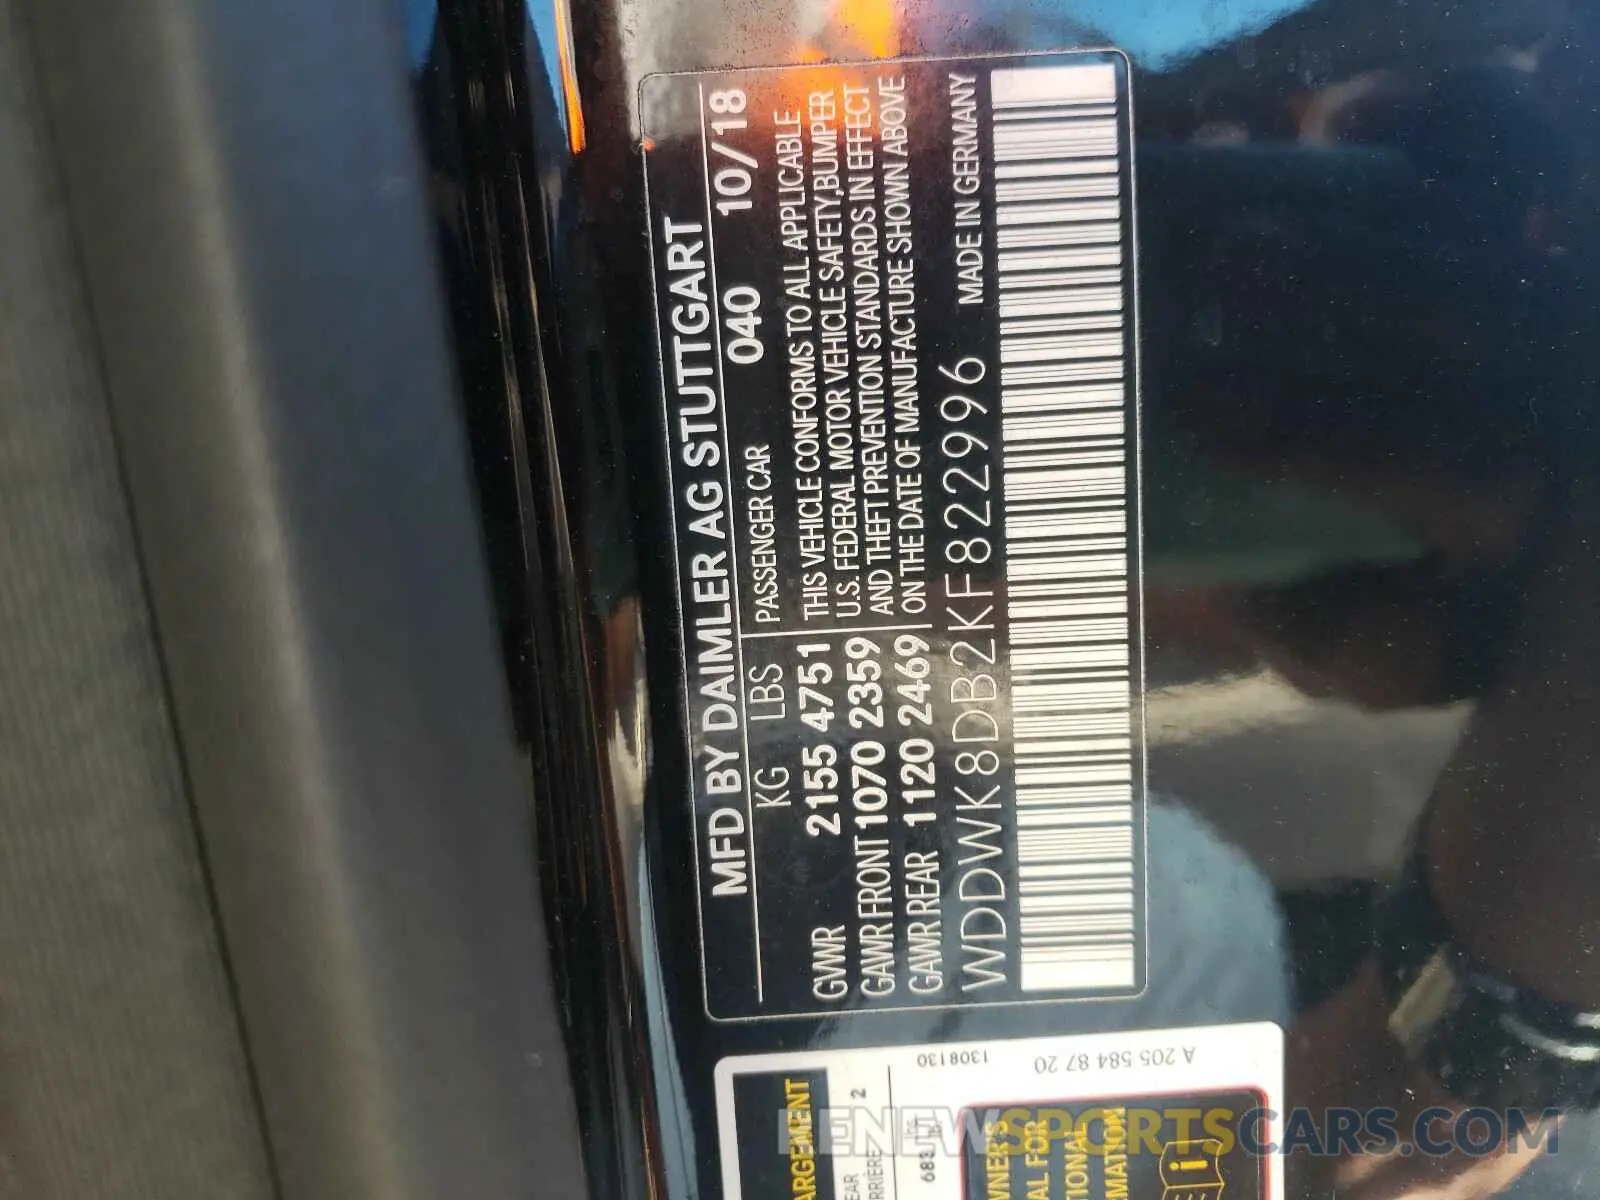 MFD BY DAIMLER AG STUTTGART
KG LBS PASSENGER CAR 040 10/18
GWWR 2155 4751
GAWR FRONT 1070 2359
GAWR REAR 1120 2469
THIS VEHICLE CONFORMS TO ALL APPLICABLE
U.S. FEDERAL MOTOR VEHICLE SAFETY, BUMPER
AND THEFT PREVENTION STANDARDS IN EFFECT
ON THE DATE OF MANUFACTURE SHOWN ABOVE
WDDWK8DB2KF822996 MADE IN GERMANY
1308130
A 205 584 87 20
2
683
RENEWSPORTSCARS.COM